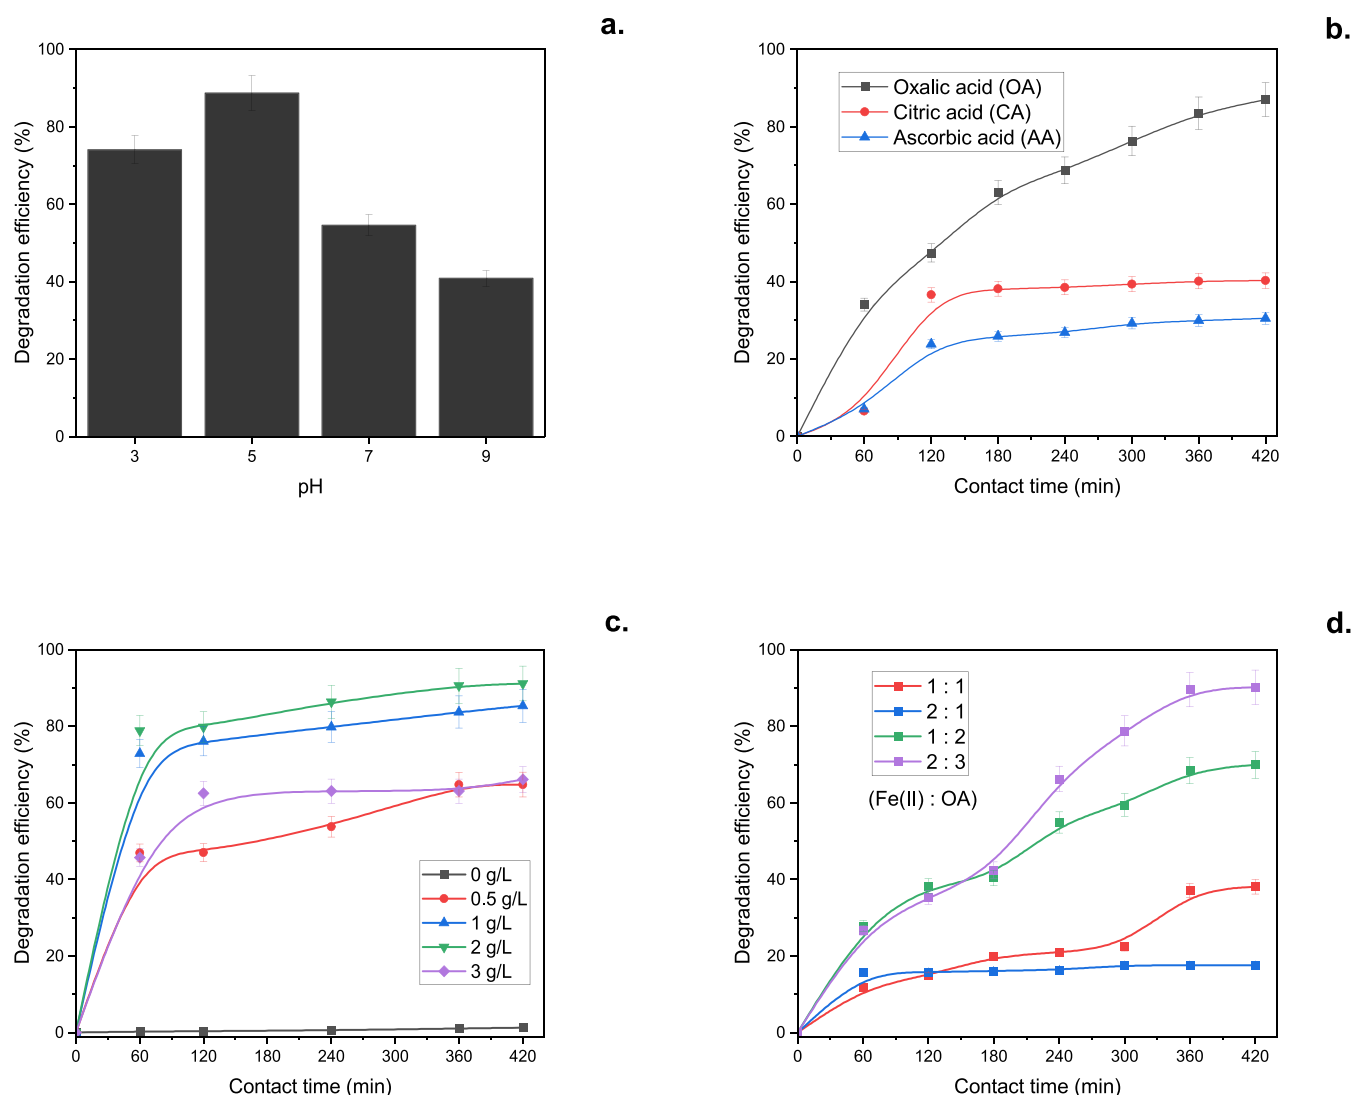 a.
100
80
60
40
20
0
Degradation efficiency (%)
3 5 7 9
pH
b.
100
80
60
40
20
0
Degradation efficiency (%)
Oxalic acid (OA)
Citric acid (CA)
Ascorbic acid (AA)
0 60 120 180 240 300 360 420
Contact time (min)
c.
100
80
60
40
20
0
Degradation efficiency (%)
0 g/L
0.5 g/L
1 g/L
2 g/L
3 g/L
0 60 120 180 240 300 360 420
Contact time (min)
d.
100
80
60
40
20
0
Degradation efficiency (%)
1 : 1
2 : 1
1 : 2
2 : 3
(Fe(II) : OA)
0 60 120 180 240 300 360 420
Contact time (min)